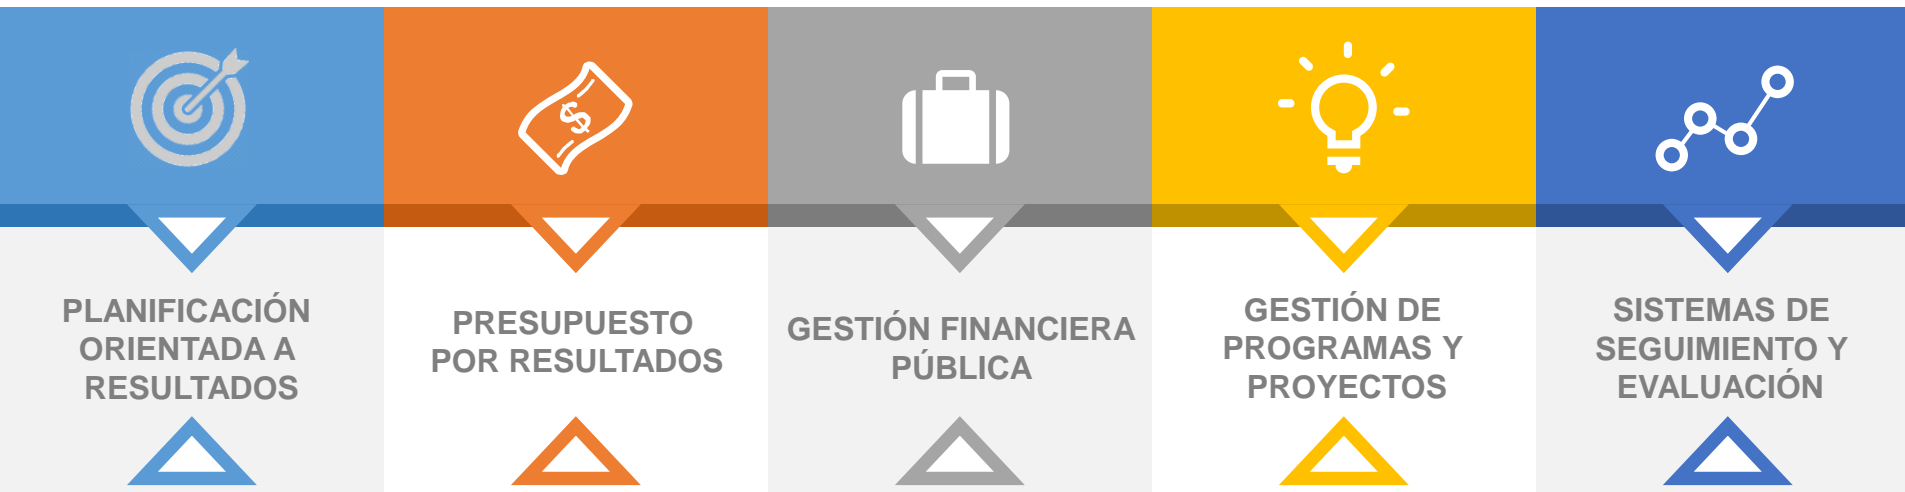 PLANIFICACIÓN
ORIENTADA A
RESULTADOS
$
PRESUPUESTO
POR RESULTADOS
GESTIÓN FINANCIERA
PÚBLICA
GESTIÓN DE
PROGRAMAS Y
PROYECTOS
SISTEMAS DE
SEGUIMIENTO Y
EVALUACIÓN